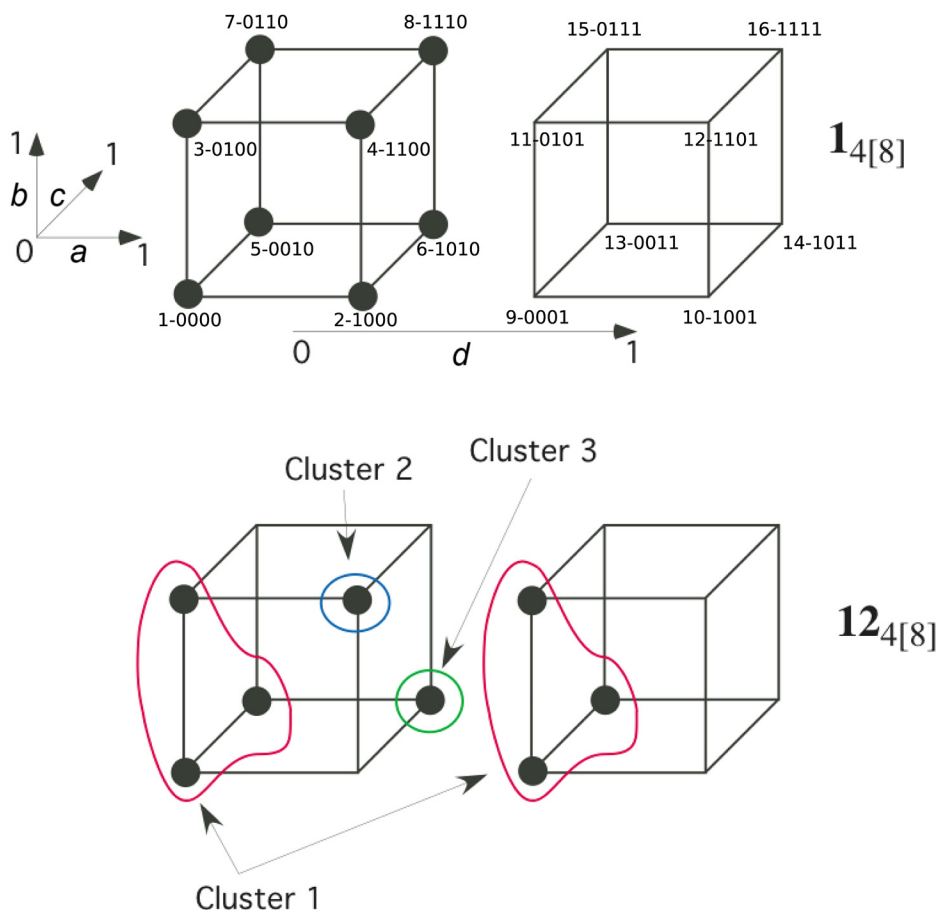 7-0110 8-1110 15-0111 16-1111
3-0100 4-1100 11-0101 12-1101
1 4[8]
1 b c 1
0 a 1
5-0010 6-1010 13-0011 14-1011
1-0000 2-1000 9-0001 10-1001
0 d 1
Cluster 2
Cluster 3
12 4[8]
Cluster 1